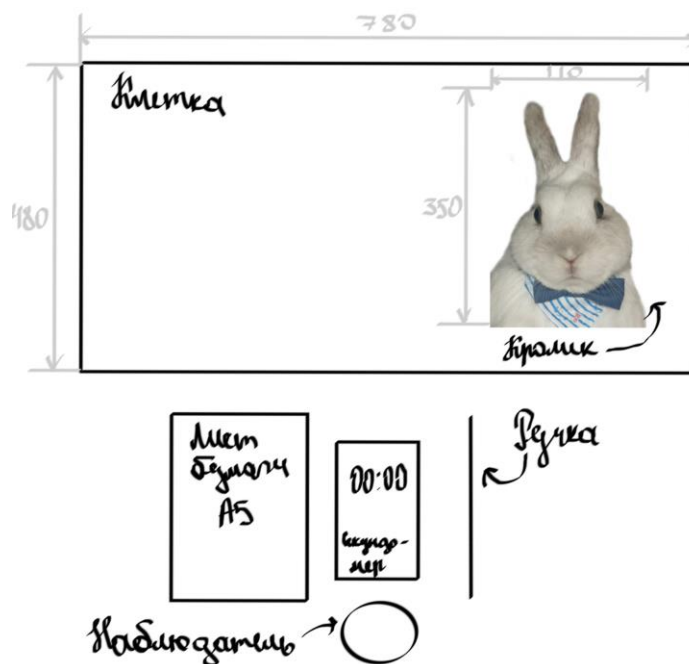 780
Клетка
110
480
350
Кролик
Лист
бумаги
А5
00:00
секундо-
мер
Ручка
Наблюдатель